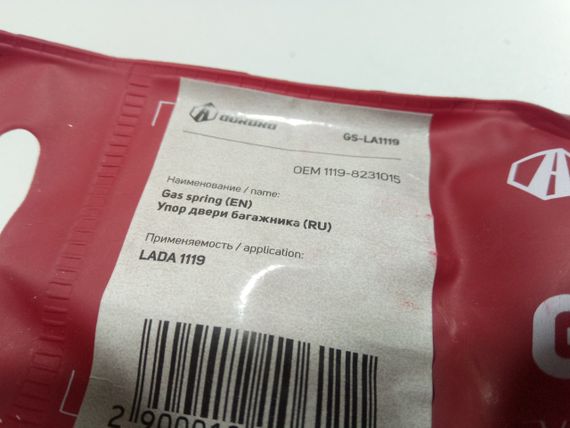 GS-LA1119
OEM 1119-8231015
Наименование / name:
Gas spring (EN)
Упор двери багажника (RU)
Применяемость / application:
LADA 1119